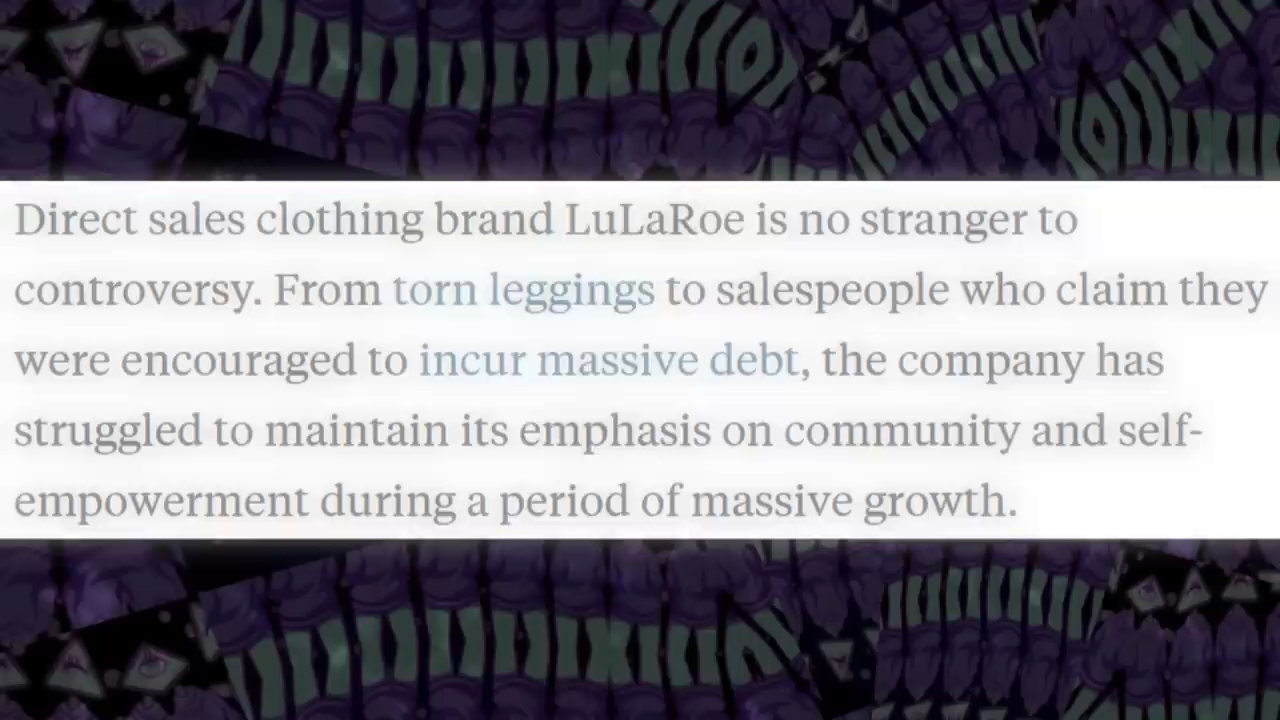 Direct sales clothing brand LuLaRoe is no stranger to
controversy. From torn leggings to salespeople who claim they
were encouraged to incur massive debt, the company has
struggled to maintain its emphasis on community and self-
empowerment during a period of massive growth.